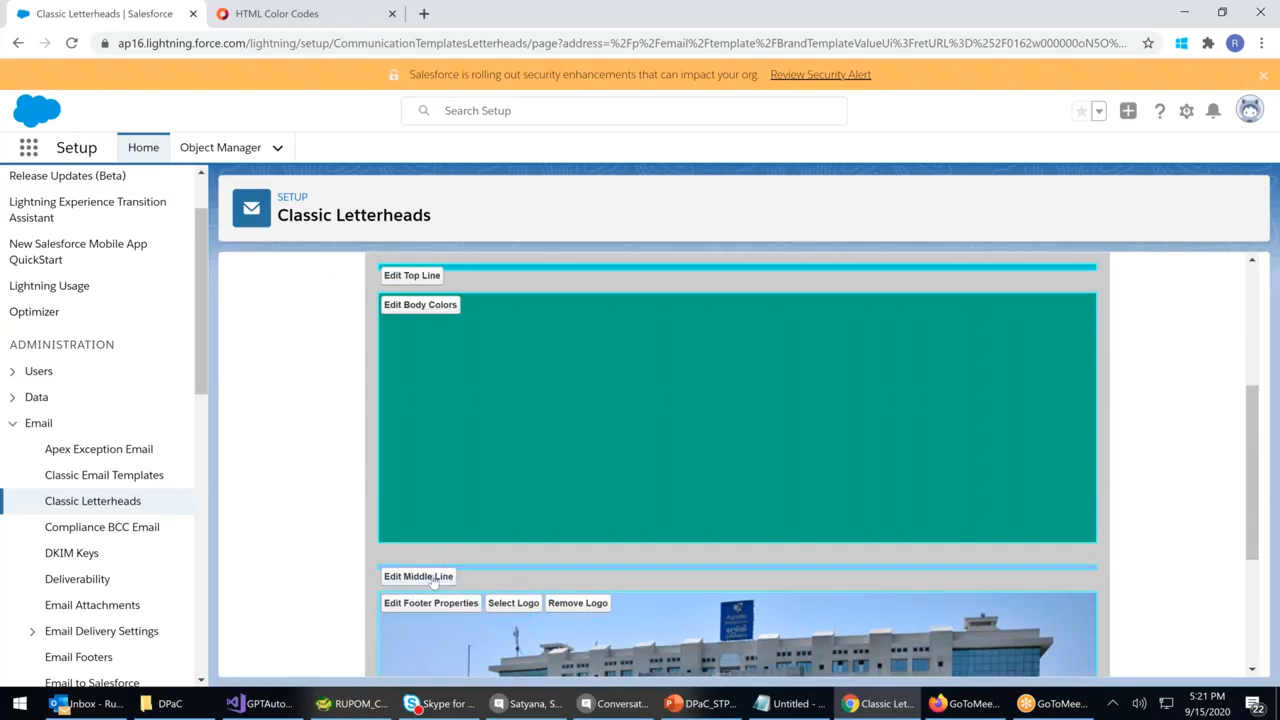 Classic Letterheads | Salesforce
HTML Color Codes
ap16.lightning.force.com/lightning/setup/CommunicationTemplatesLetterheads/page?address=%2Fp%2Femail%2Ftemplate%2FBrandTemplateValueUi%3FretURL%3D%252F0162w000000oN5O%...
R
Salesforce is rolling out security enhancements that can impact your org. Review Security Alert
Search Setup
Setup
Home
Object Manager
Release Updates (Beta)
Lightning Experience Transition
Assistant
New Salesforce Mobile App
QuickStart
Lightning Usage
Optimizer
ADMINISTRATION
Users
Data
Email
Apex Exception Email
Classic Email Templates
Classic Letterheads
Compliance BCC Email
DKIM Keys
Deliverability
Email Attachments
Email Delivery Settings
Email Footers
Email to Salesforce
SETUP
Classic Letterheads
Edit Top Line
Edit Body Colors
Edit Middle Line
Edit Footer Properties
Select Logo
Remove Logo
Inbox - Ru...
DPaC
GPTAuto...
RUPOM_C...
Skype for ...
Satyana, S...
Conversat...
DPaC_STP...
Untitled - ...
Classic Let...
GoToMee...
GoToMee...
5:21 PM
9/15/2020
22